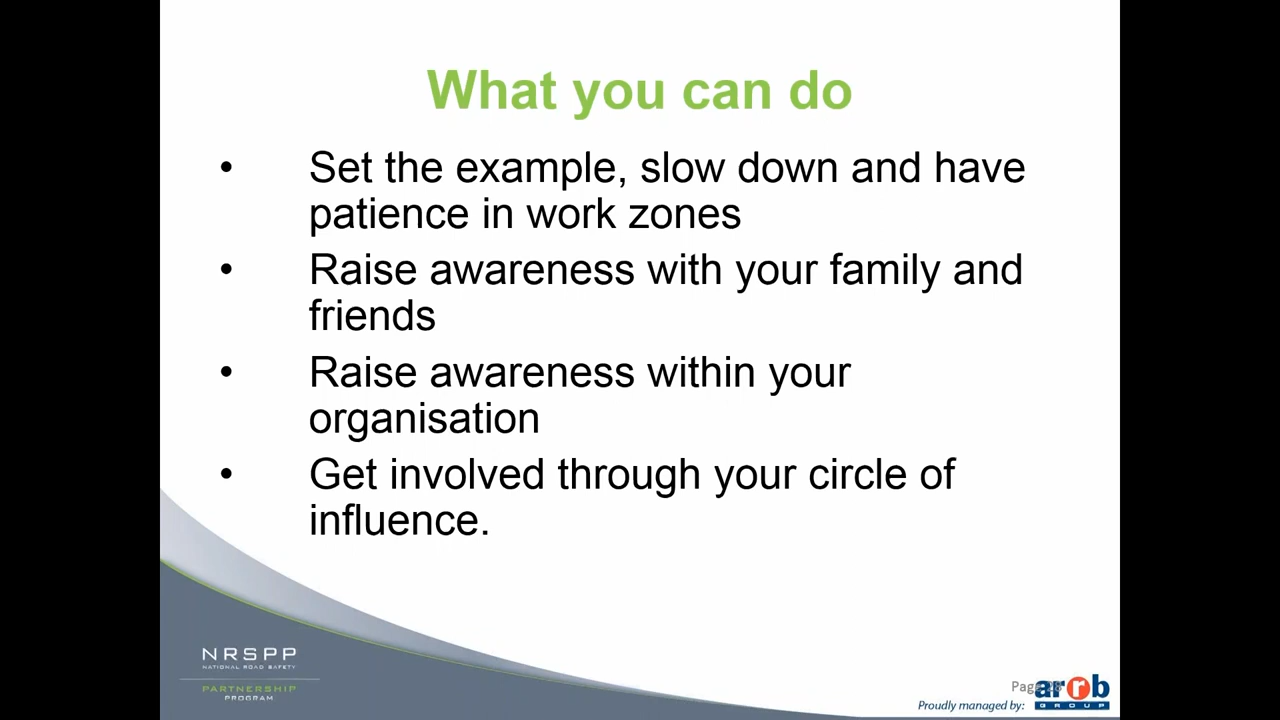 What you can do
• Set the example, slow down and have
patience in work zones
• Raise awareness with your family and
friends
• Raise awareness within your
organisation
• Get involved through your circle of
influence.
NRSPP
NATIONAL ROAD SAFETY
PARTNERSHIP
PROGRAM
Page
Proudly managed by:
arrb
GROUP